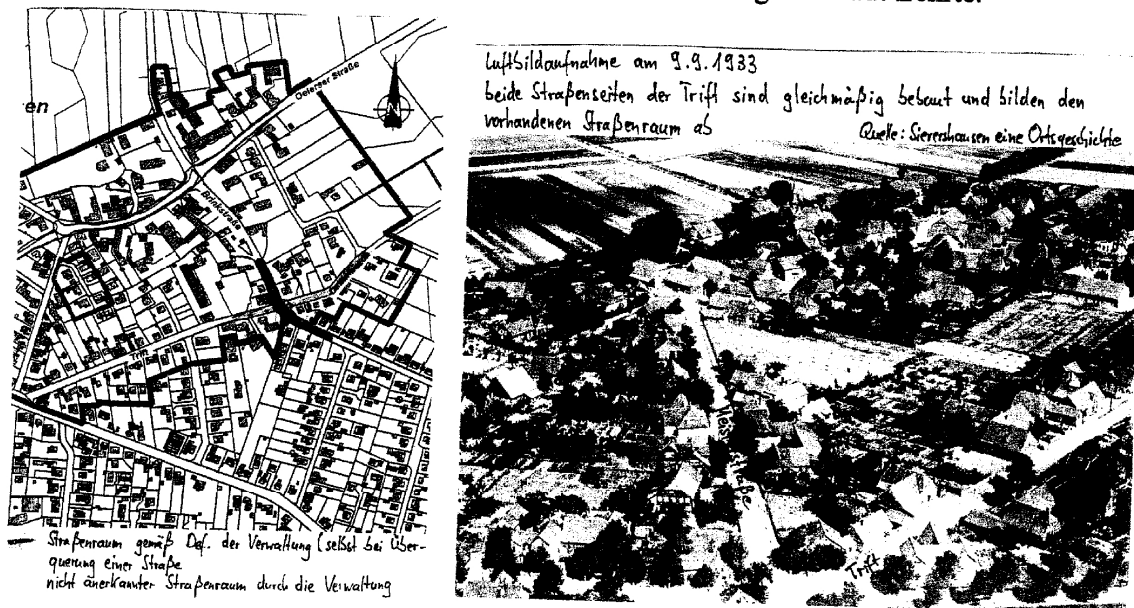 en
Oelerser Straße
Brinkstraße
Trift
Straßenraum gemäß Def. der Verwaltung (selbst bei Über-
querung einer Straße
nicht anerkannter Straßenraum durch die Verwaltung
Luftbildaufnahme am 9.9.1933
beide Straßenseiten der Trift sind gleichmäßig bebaut und bilden den
vorhandenen Straßenraum ab
Quelle: Sievershausen eine Ortsgeschichte
Trift